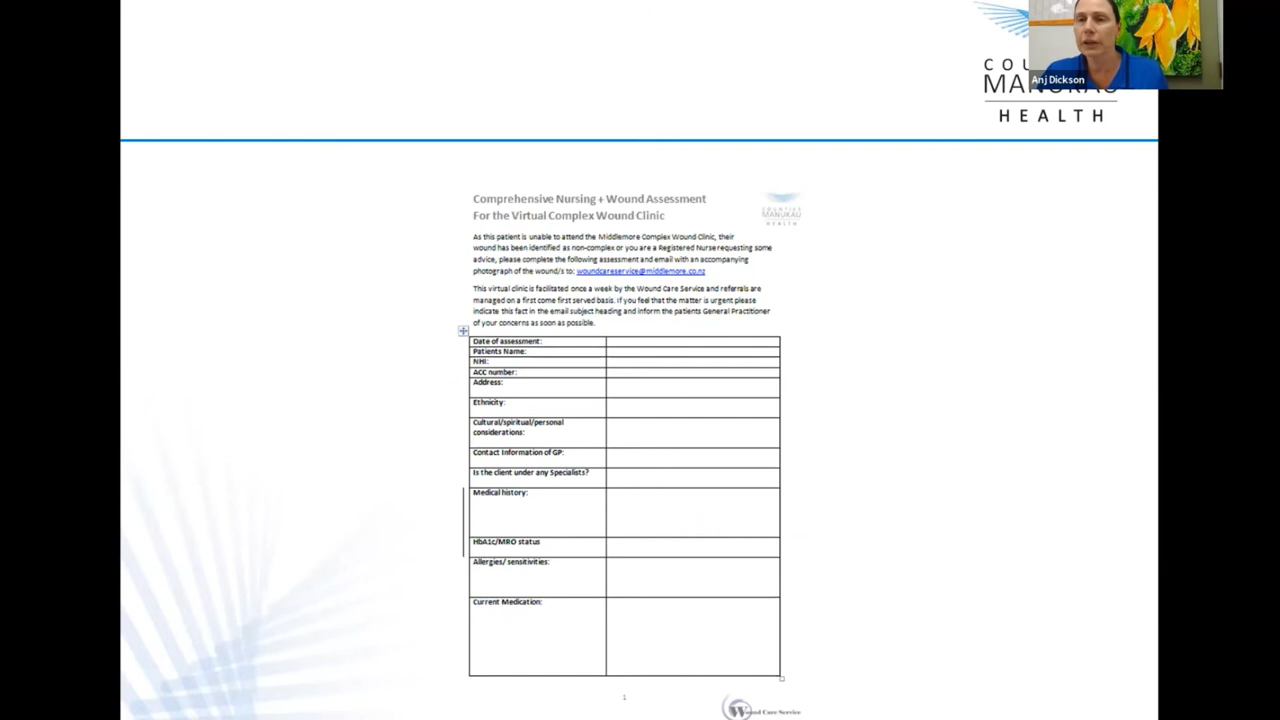 Anj Dickson
COU
MANUKAU
HEALTH
Comprehensive Nursing + Wound Assessment
For the Virtual Complex Wound Clinic
COUNTIES
MANUKAU
HEALTH
As this patient is unable to attend the Middlemore Complex Wound Clinic, their
wound has been identified as non-complex or you are a Registered Nurse requesting some
advice, please complete the following assessment and email with an accompanying
photograph of the wound/s to: woundcareservice@middlemore.co.nz
This virtual clinic is facilitated once a week by the Wound Care Service and referrals are
managed on a first come first served basis. If you feel that the matter is urgent please
indicate this fact in the email subject heading and inform the patients General Practitioner
of your concerns as soon as possible.
Date of assessment:
Patients Name:
NHI:
ACC number:
Address:
Ethnicity:
Cultural/spiritual/personal
considerations:
Contact Information of GP:
Is the client under any Specialists?
Medical history:
HbA1c/MRO status
Allergies/ sensitivities:
Current Medication:
1
Wound Care Service